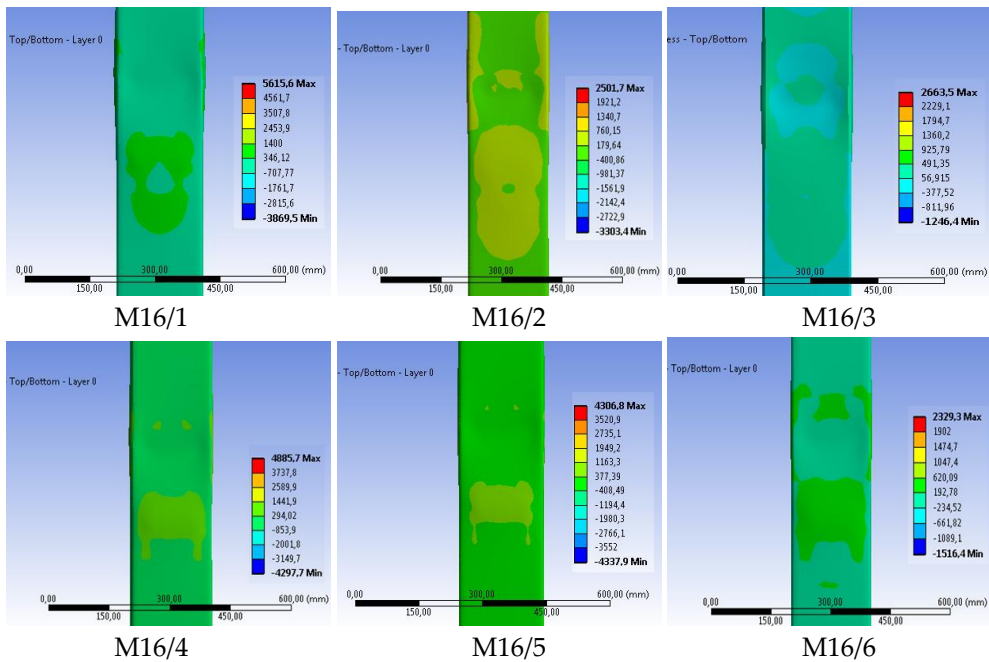 Top/Bottom - Layer 0
5615,6 Max
4561,7
3507,8
2453,9
1400
346,12
-707,77
-1761,7
-2815,6
-3869,5 Min
0,00 300,00 600,00 (mm)
150,00 450,00
M16/1
- Top/Bottom - Layer 0
2501,7 Max
1921,2
1340,7
760,15
179,64
-400,86
-981,37
-1561,9
-2142,4
-2722,9
-3303,4 Min
0,00 300,00 600,00 (mm)
150,00 450,00
M16/2
ess - Top/Bottom
2663,5 Max
2229,1
1794,7
1360,2
925,79
491,35
56,915
-377,52
-811,96
-1246,4 Min
0,00 300,00 600,00 (mm)
150,00 450,00
M16/3
Top/Bottom - Layer 0
4885,7 Max
3737,8
2589,9
1441,9
294,02
-853,9
-2001,8
-3149,7
-4297,7 Min
0,00 300,00 600,00 (mm)
150,00 450,00
M16/4
- Top/Bottom - Layer 0
4306,8 Max
3520,9
2735,1
1949,2
1163,3
377,39
-408,49
-1194,4
-1980,3
-2766,1
-3552
-4337,9 Min
0,00 300,00 600,00 (mm)
150,00 450,00
M16/5
- Top/Bottom - Layer 0
2329,3 Max
1902
1474,7
1047,4
620,09
192,78
-234,52
-661,82
-1089,1
-1516,4 Min
0,00 300,00 600,00 (mm)
150,00 450,00
M16/6